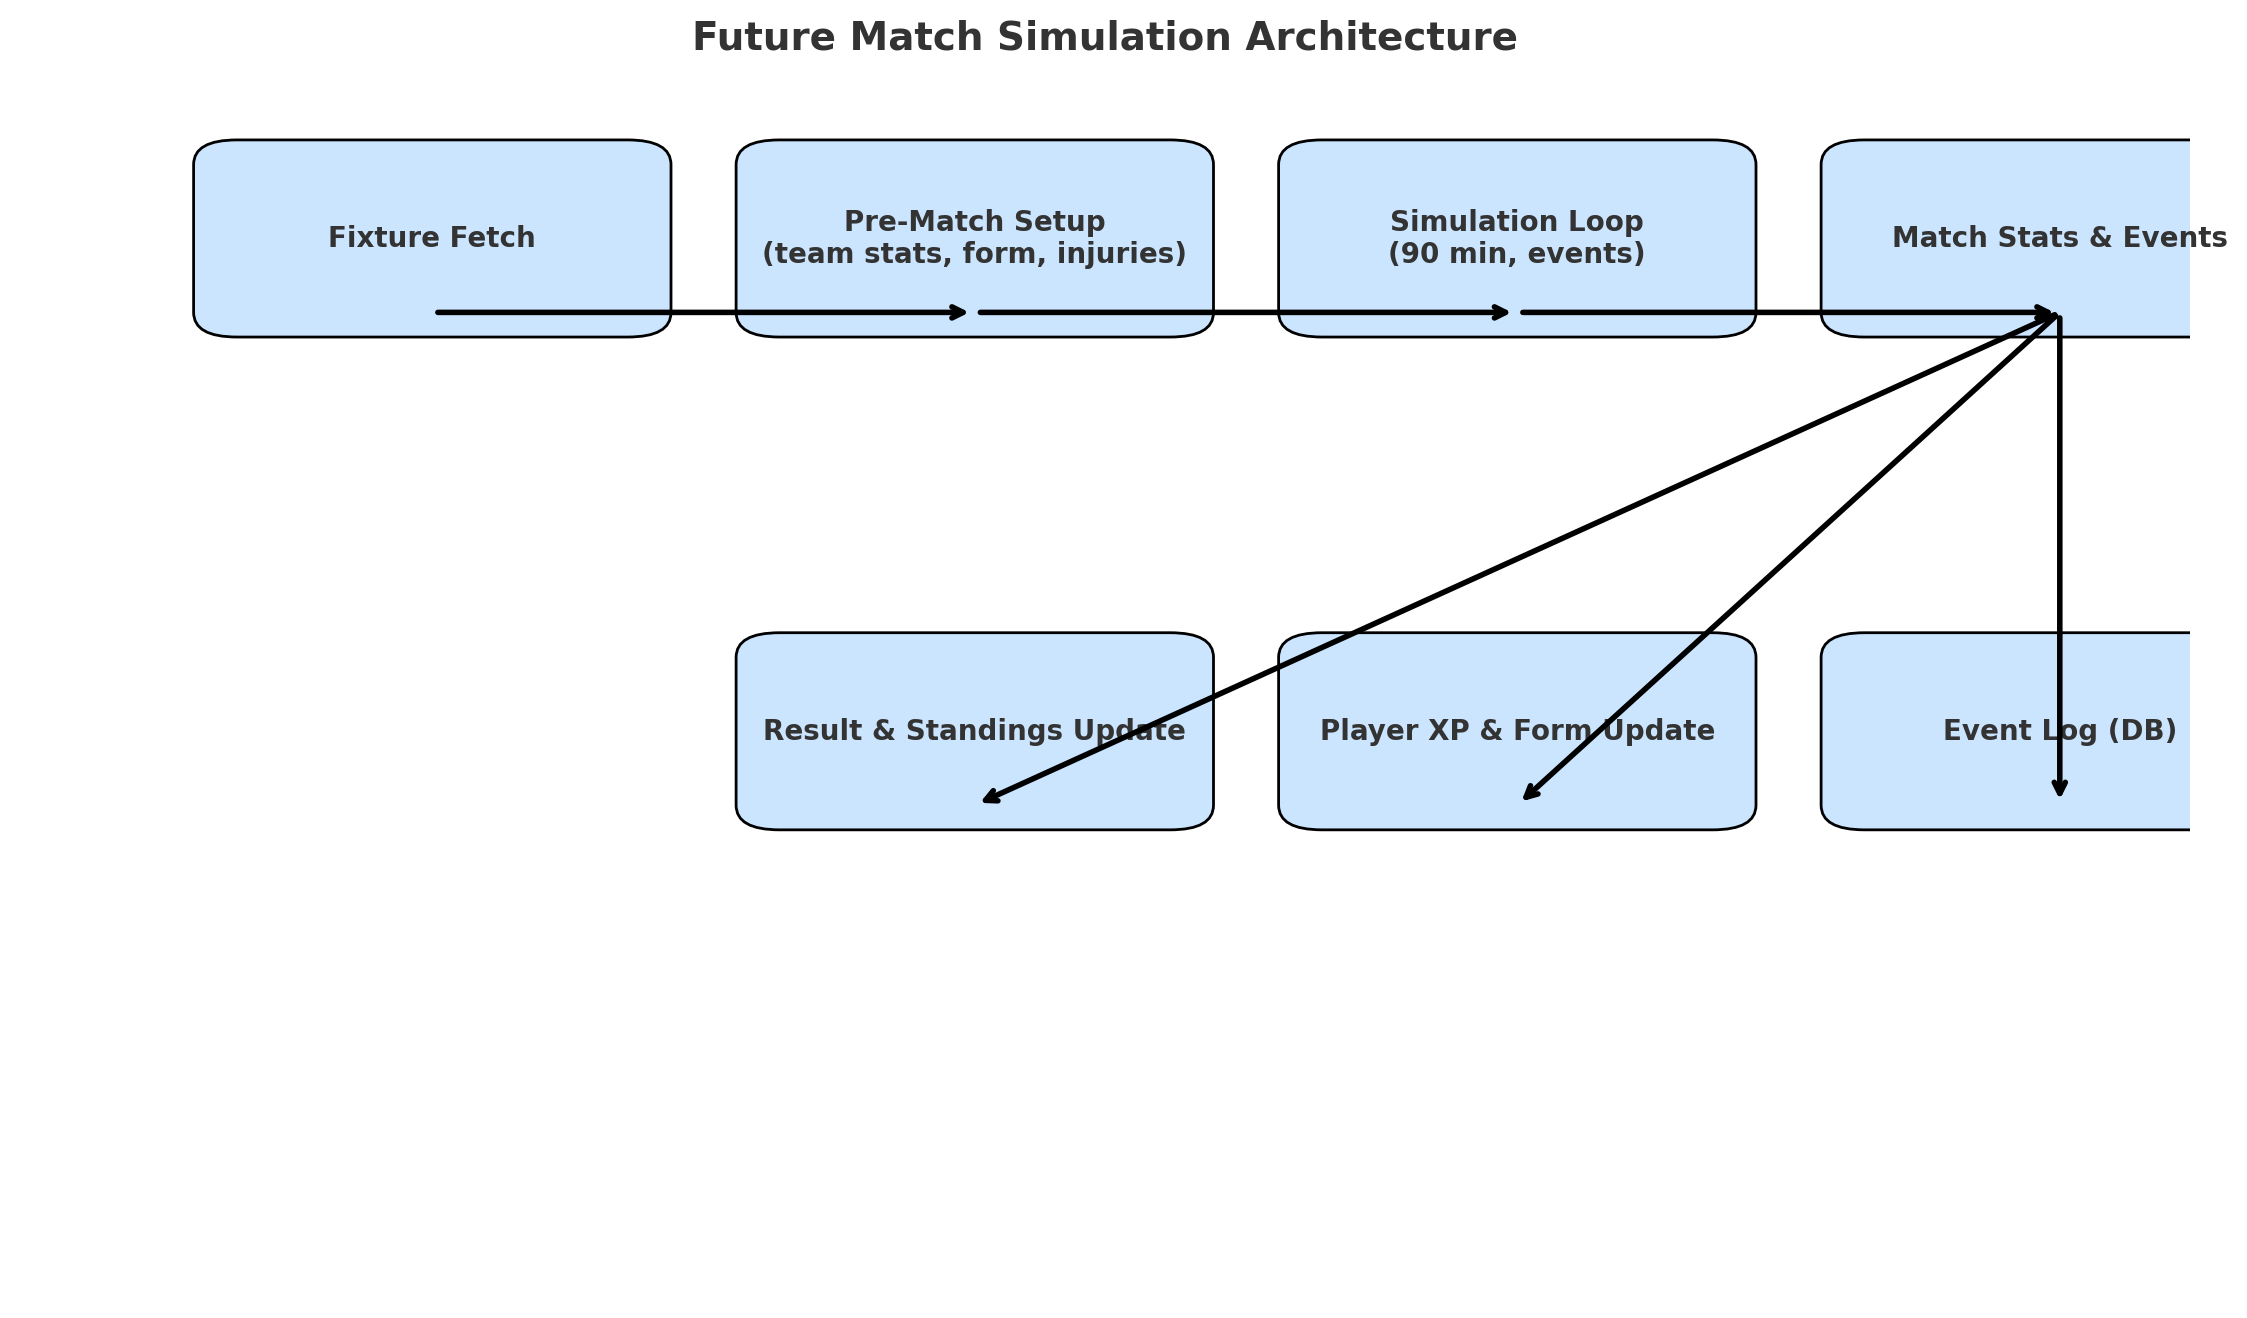 Future Match Simulation Architecture
Fixture Fetch
Pre-Match Setup
(team stats, form, injuries)
Simulation Loop
(90 min, events)
Match Stats & Events
Result & Standings Update
Player XP & Form Update
Event Log (DB)